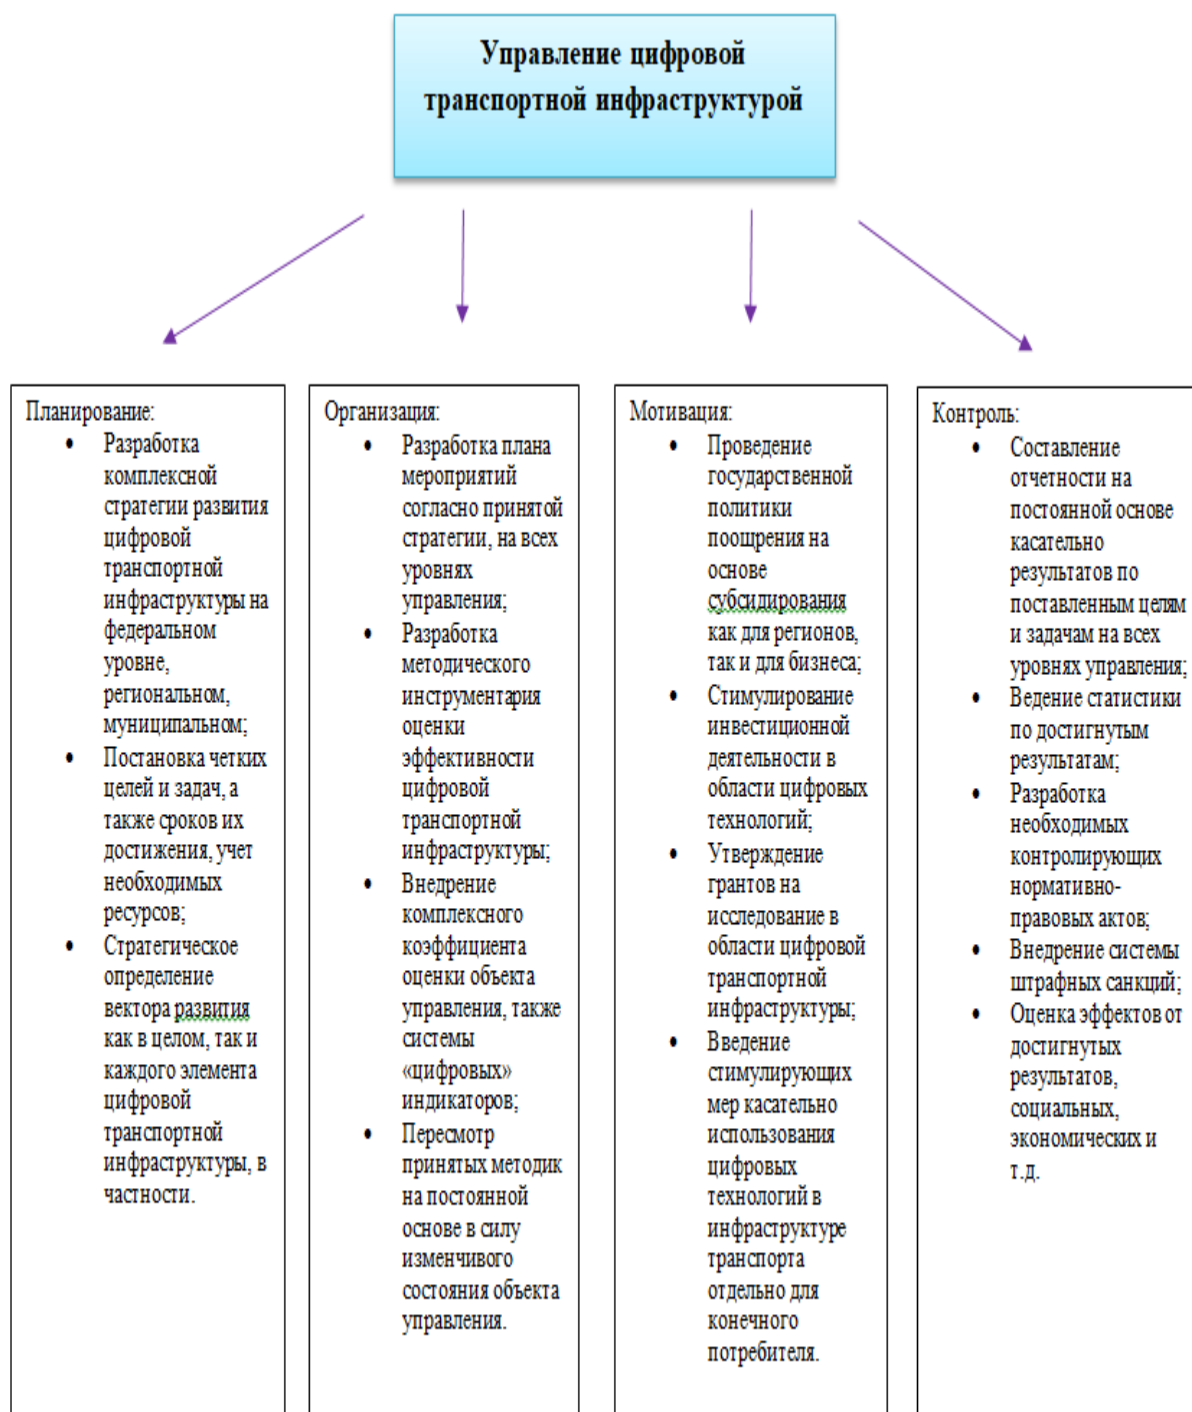 Управление цифровой
транспортной инфраструктурой
Планирование:
• Разработка
комплексной
стратегии развития
цифровой
транспортной
инфраструктуры на
федеральном
уровне,
региональном,
муниципальном;
• Постановка четких
целей и задач, а
также сроков их
достижения, учет
необходимых
ресурсов;
• Стратегическое
определение
вектора развития
как в целом, так и
каждого элемента
цифровой
транспортной
инфраструктуры, в
частности.
Организация:
• Разработка плана
мероприятий
согласно принятой
стратегии, на всех
уровнях
управления;
• Разработка
методического
инструментария
оценки
эффективности
цифровой
транспортной
инфраструктуры;
• Внедрение
комплексного
коэффициента
оценки объекта
управления, также
системы
«цифровых»
индикаторов;
• Пересмотр
принятых методик
на постоянной
основе в силу
изменчивого
состояния объекта
управления.
Мотивация:
• Проведение
государственной
политики
поощрения на
основе
субсидирования
как для регионов,
так и для бизнеса;
• Стимулирование
инвестиционной
деятельности в
области цифровых
технологий;
• Утверждение
грантов на
исследование в
области цифровой
транспортной
инфраструктуры;
• Введение
стимулирующих
мер касательно
использования
цифровых
технологий в
инфраструктуре
транспорта
отдельно для
конечного
потребителя.
Контроль:
• Составление
отчетности на
постоянной основе
касательно
результатов по
поставленным целям
и задачам на всех
уровнях управления;
• Ведение статистики
по достигнутым
результатам;
• Разработка
необходимых
контролирующих
нормативно-
правовых актов;
• Внедрение системы
штрафных санкций;
• Оценка эффектов от
достигнутых
результатов,
социальных,
экономических и
т.д.